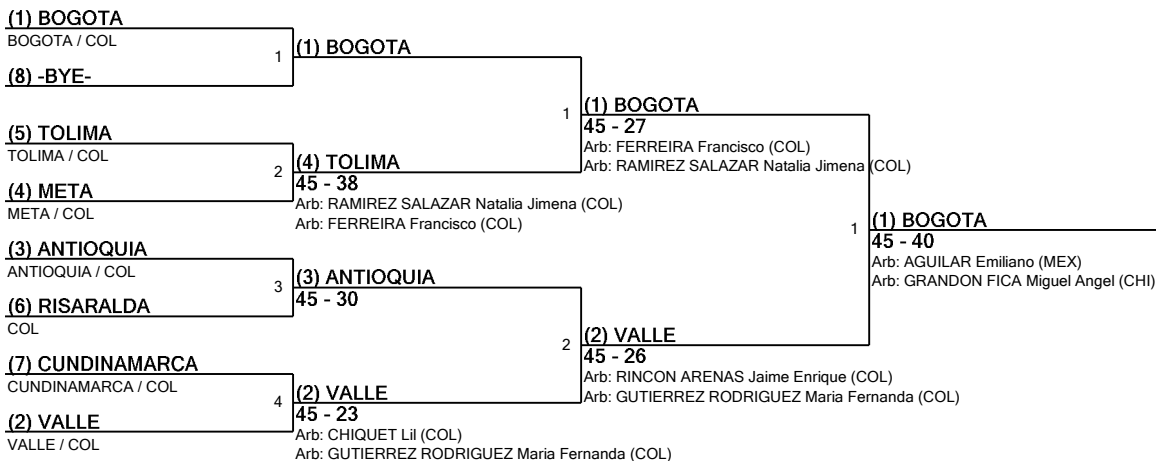 (1) BOGOTA
BOGOTA / COL
1
(8) -BYE-
(5) TOLIMA
TOLIMA / COL
2
(4) META
META / COL
(3) ANTIOQUIA
ANTIOQUIA / COL
3
(6) RISARALDA
COL
(7) CUNDINAMARCA
CUNDINAMARCA / COL
4
(2) VALLE
VALLE / COL
(1) BOGOTA
1
(4) TOLIMA
45 - 38
Arb: RAMIREZ SALAZAR Natalia Jimena (COL)
Arb: FERREIRA Francisco (COL)
(3) ANTIOQUIA
45 - 30
2
(2) VALLE
45 - 23
Arb: CHIQUET Lil (COL)
Arb: GUTIERREZ RODRIGUEZ Maria Fernanda (COL)
(1) BOGOTA
45 - 27
Arb: FERREIRA Francisco (COL)
Arb: RAMIREZ SALAZAR Natalia Jimena (COL)
1
(2) VALLE
45 - 26
Arb: RINCON ARENAS Jaime Enrique (COL)
Arb: GUTIERREZ RODRIGUEZ Maria Fernanda (COL)
(1) BOGOTA
45 - 40
Arb: AGUILAR Emiliano (MEX)
Arb: GRANDON FICA Miguel Angel (CHI)